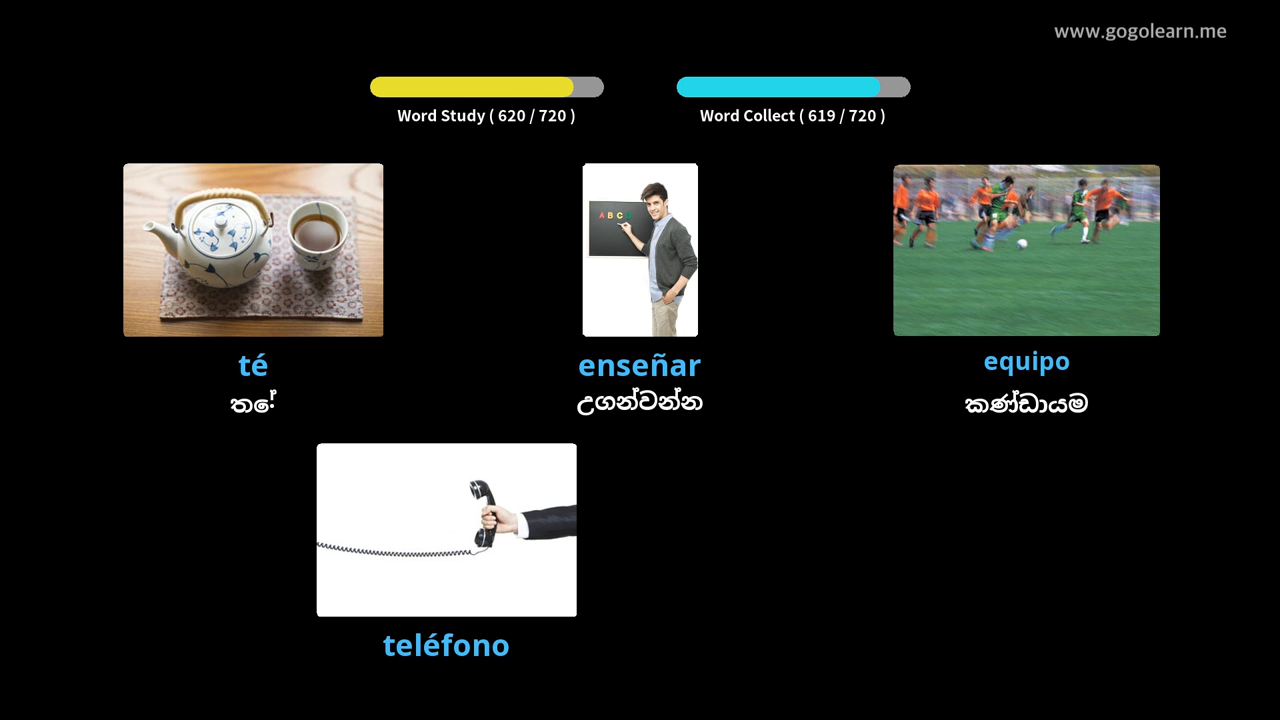 www.gogolearn.me
Word Study ( 620 / 720 )
Word Collect ( 619 / 720 )
A B C D
té
තේ
enseñar
උගන්වන්න
equipo
කණ්ඩායම
teléfono